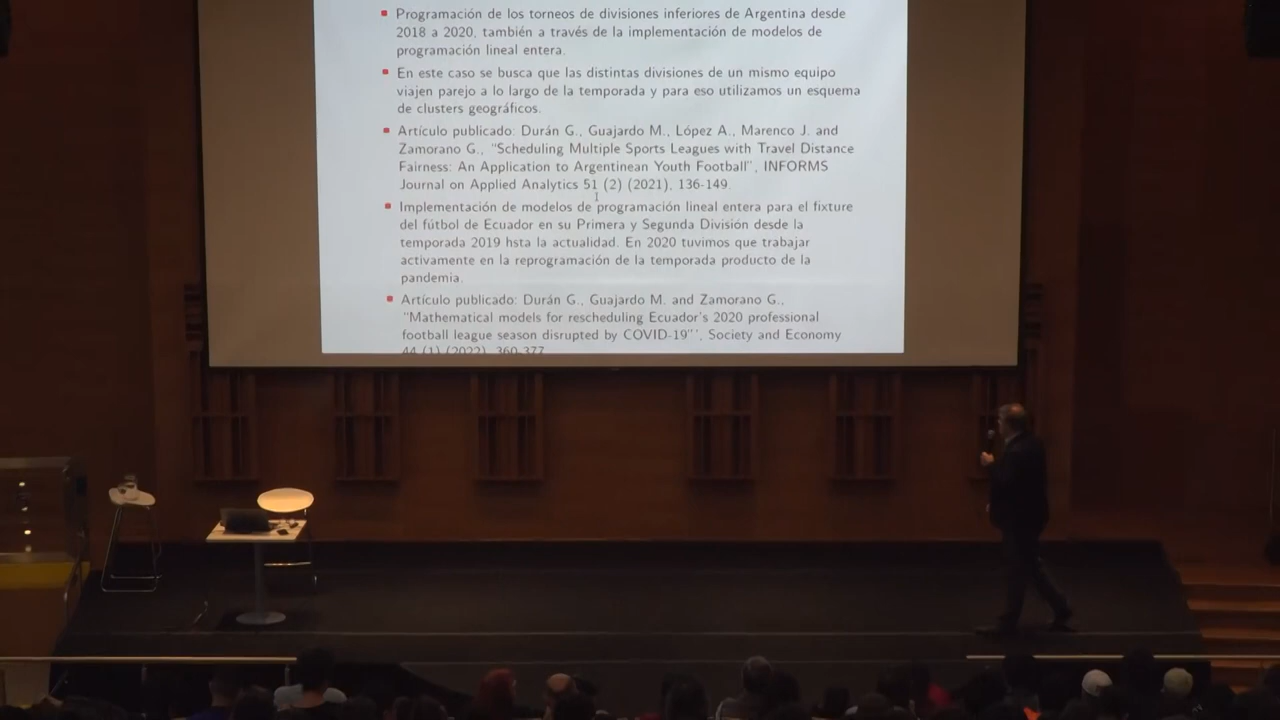 Programación de los torneos de divisiones inferiores de Argentina desde
2018 a 2020, también a través de la implementación de modelos de
programación lineal entera.
En este caso se busca que las distintas divisiones de un mismo equipo
viajen parejo a lo largo de la temporada y para eso utilizamos un esquema
de clusters geográficos.
Artículo publicado: Durán G., Guajardo M., López A., Marenco J. and
Zamorano G., "Scheduling Multiple Sports Leagues with Travel Distance
Fairness: An Application to Argentinean Youth Football", INFORMS
Journal on Applied Analytics 51 (2) (2021), 136-149.
Implementación de modelos de programación lineal entera para el fixture
del fútbol de Ecuador en su Primera y Segunda División desde la
temporada 2019 hsta la actualidad. En 2020 tuvimos que trabajar
activamente en la reprogramación de la temporada producto de la
pandemia.
Artículo publicado: Durán G., Guajardo M. and Zamorano G.,
"Mathematical models for rescheduling Ecuador's 2020 professional
football league season disrupted by COVID-19"', Society and Economy
44 (1) (2022), 360-377